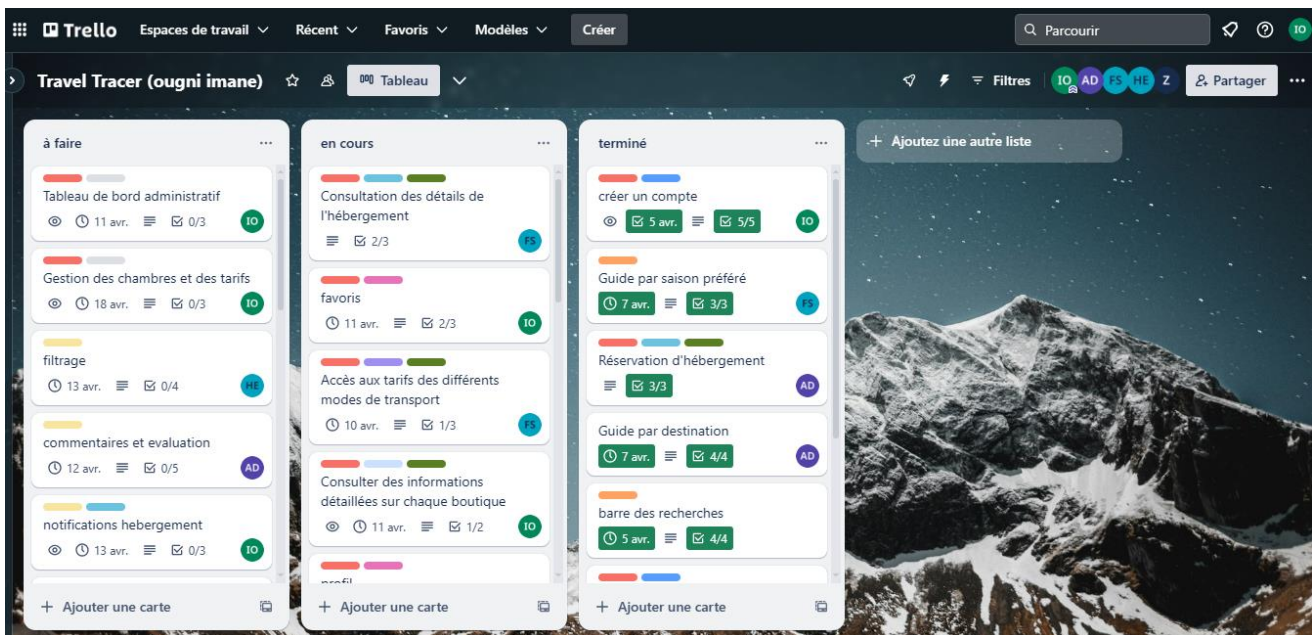 Trello Espaces de travail Récent Favoris Modèles Créer Parcourir IO
Travel Tracer (ougni imane) Tableau Filtres IO AD FS HE Z Partager
à faire
Tableau de bord administratif
11 avr. 0/3 IO
Gestion des chambres et des tarifs
18 avr. 0/3 IO
filtrage
13 avr. 0/4 HE
commentaires et evaluation
12 avr. 0/5 AD
notifications hebergement
13 avr. 0/3 IO
+ Ajouter une carte
en cours
Consultation des détails de
l'hébergement
2/3 FS
favoris
11 avr. 2/3 IO
Accès aux tarifs des différents
modes de transport
10 avr. 1/3 FS
Consulter des informations
détaillées sur chaque boutique
11 avr. 1/2 IO
profil
+ Ajouter une carte
terminé
créer un compte
5 avr. 5/5 IO
Guide par saison préféré
7 avr. 3/3 FS
Réservation d'hébergement
3/3 AD
Guide par destination
7 avr. 4/4 AD
barre des recherches
5 avr. 4/4
+ Ajouter une carte
+ Ajoutez une autre liste